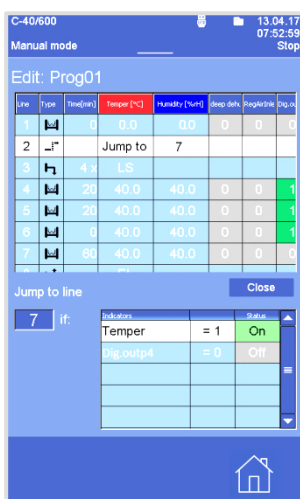 C-40/600 13.04.17
07:52:59
Manual mode Stop
Edit: Prog01
Line Type Time[min] Temper [°C] Humidity [%rH] deep dehu. RegAirInle Dig.ou
1 0 0.0 0.0 0 0
2 Jump to 7
3 4 x LS
4 20 40.0 40.0 0 0 1
5 20 40.0 40.0 0 0 1
6 20 40.0 40.0 0 0 1
7 60 40.0 40.0 0 0
Jump to line Close
7 if: Indicators Status
Temper = 1 On
Dig.outp4 = 0 Off